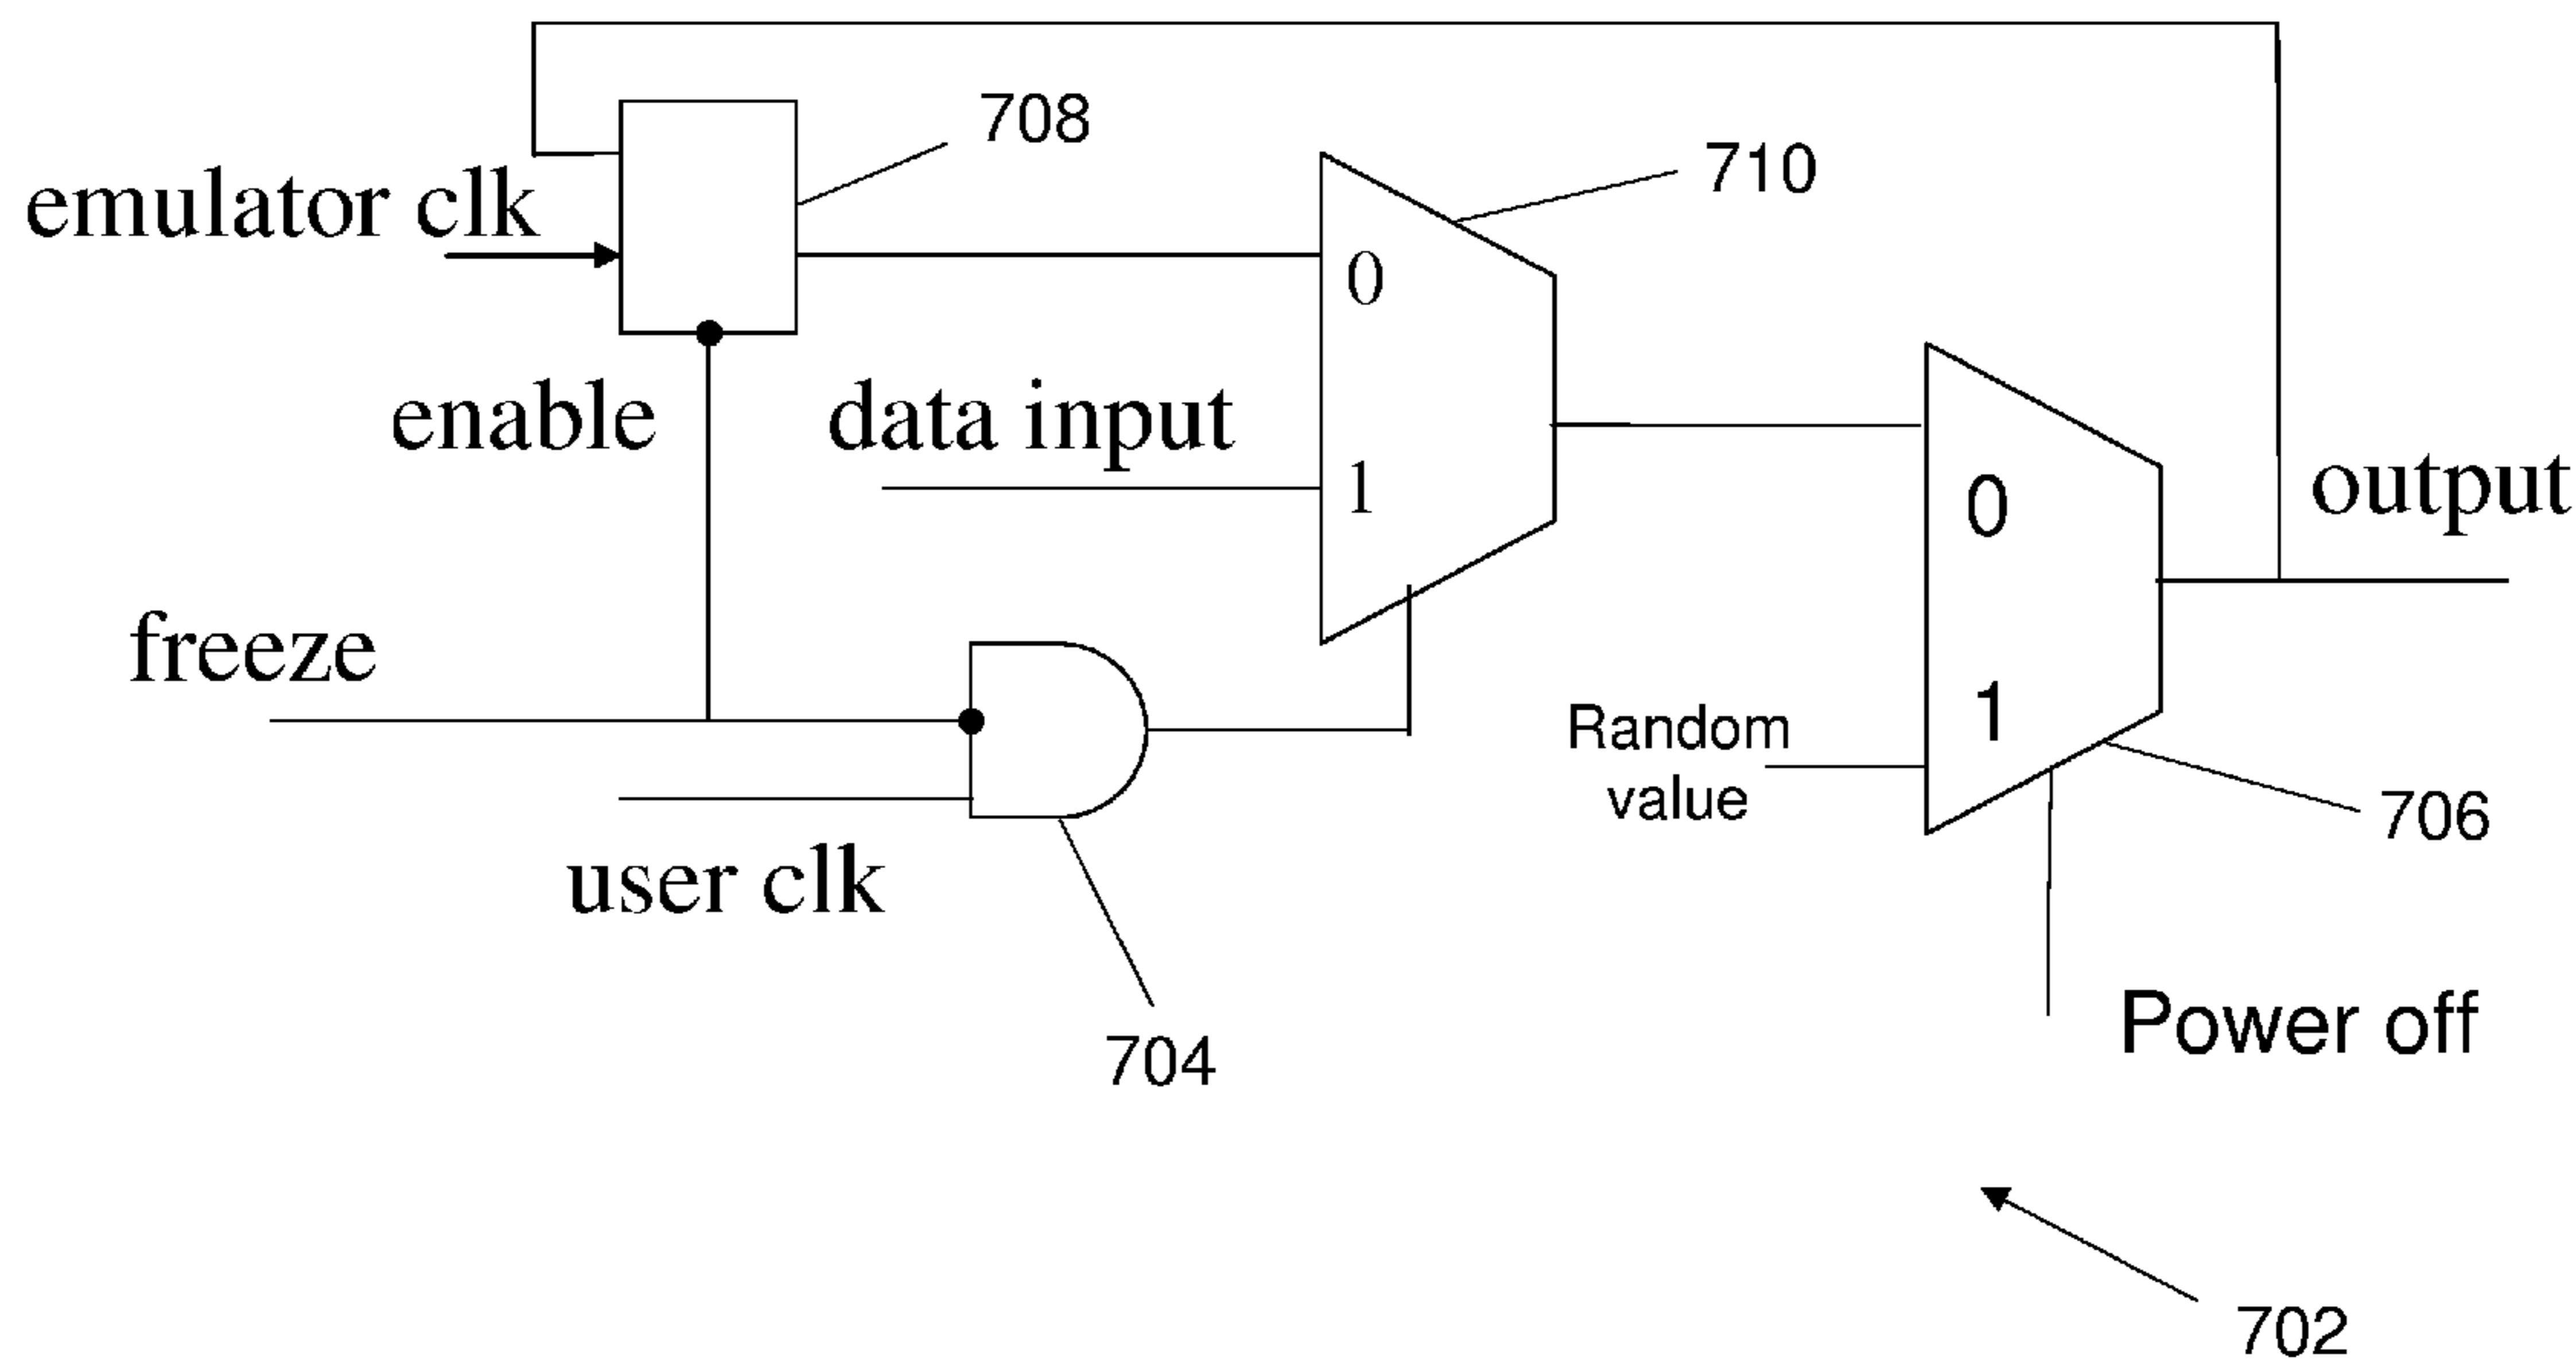 708
710
emulator clk
0
enable
data input
1
output
0
freeze
1
Random
value
706
user clk
Power off
704
702